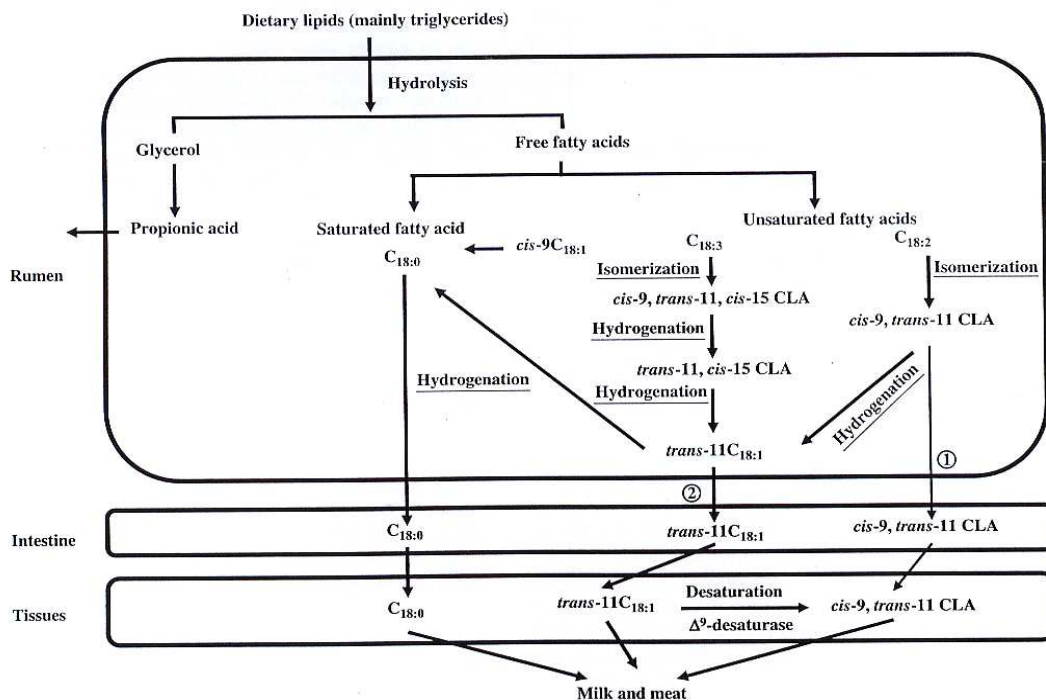 Dietary lipids (mainly triglycerides)
Hydrolysis
Glycerol
Free fatty acids
Propionic acid
Saturated fatty acid
Unsaturated fatty acids
C18:0
cis-9C18:1
C18:3
C18:2
Rumen
Isomerization
Isomerization
cis-9, trans-11, cis-15 CLA
cis-9, trans-11 CLA
Hydrogenation
trans-11, cis-15 CLA
Hydrogenation
Hydrogenation
Hydrogenation
trans-11C18:1
①
②
Intestine
C18:0
trans-11C18:1
cis-9, trans-11 CLA
Tissues
C18:0
trans-11C18:1
Desaturation
Δ9-desaturase
cis-9, trans-11 CLA
Milk and meat